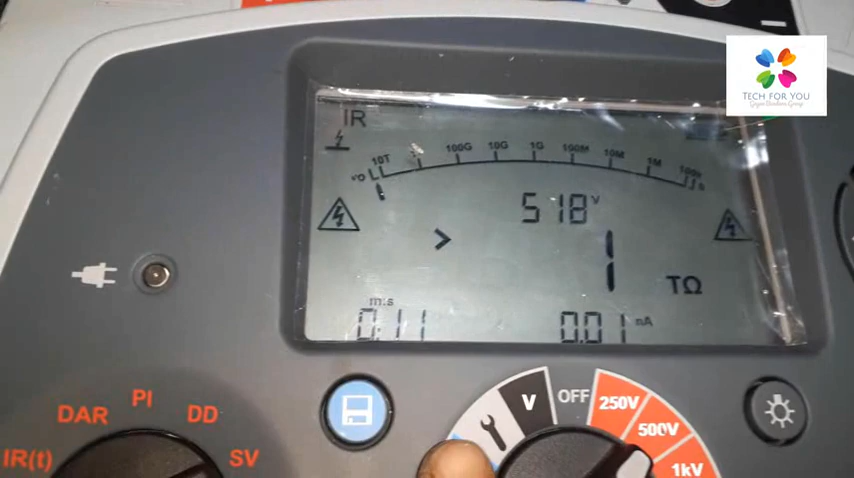 TECH FOR YOU
IR
10T
100G
10G
1G
100M
10M
1M
518 V
>
1
TΩ
m:s
0:11
0.01 nA
PI
DAR
DD
IR(t)
SV
V
OFF
250V
500V
1kV